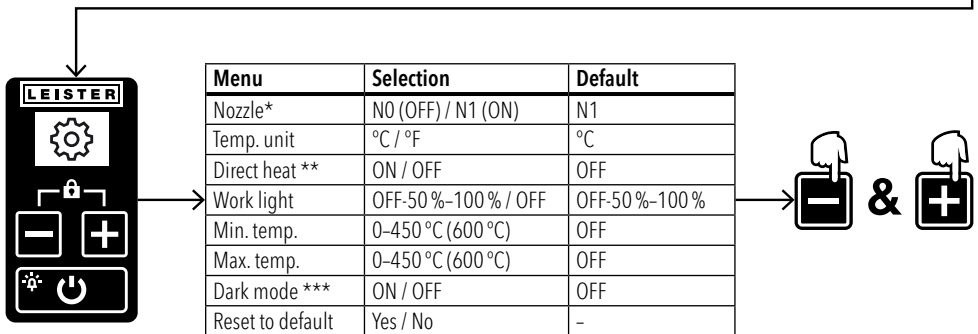 LEISTER
Menu Selection Default
Nozzle* N0 (OFF) / N1 (ON) N1
Temp. unit °C / °F °C
Direct heat ** ON / OFF OFF
Work light OFF-50 %–100 % / OFF OFF-50 %–100 %
Min. temp. 0–450 °C (600 °C) OFF
Max. temp. 0–450 °C (600 °C) OFF
Dark mode *** ON / OFF OFF
Reset to default Yes / No –
&